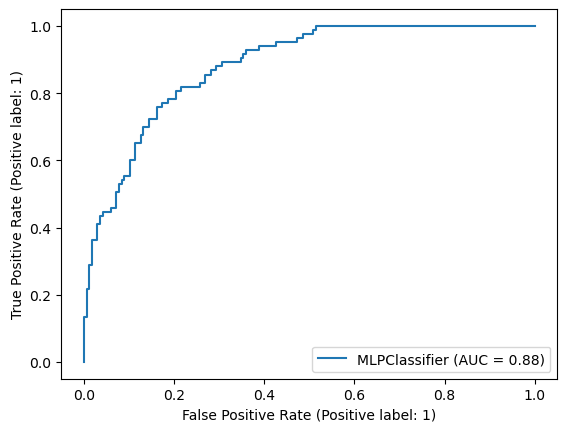 1.0
0.8
0.6
0.4
0.2
0.0
True Positive Rate (Positive label: 1)
MLPClassifier (AUC = 0.88)
0.0 0.2 0.4 0.6 0.8 1.0
False Positive Rate (Positive label: 1)